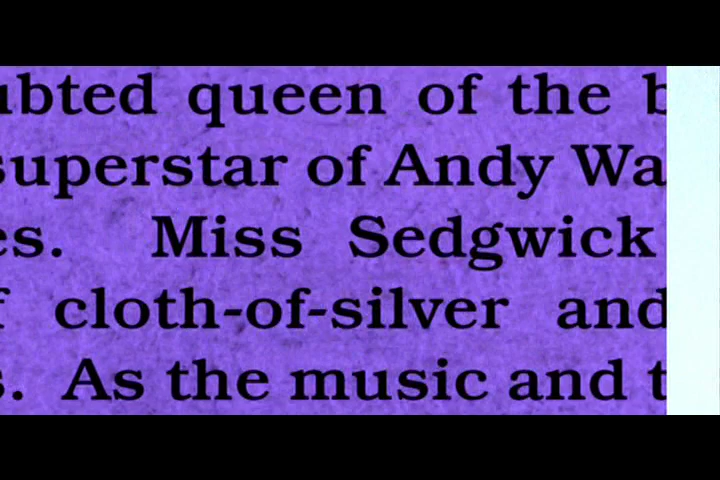 ubted queen of the b
superstar of Andy Wa
es. Miss Sedgwick
f cloth-of-silver and
s. As the music and t